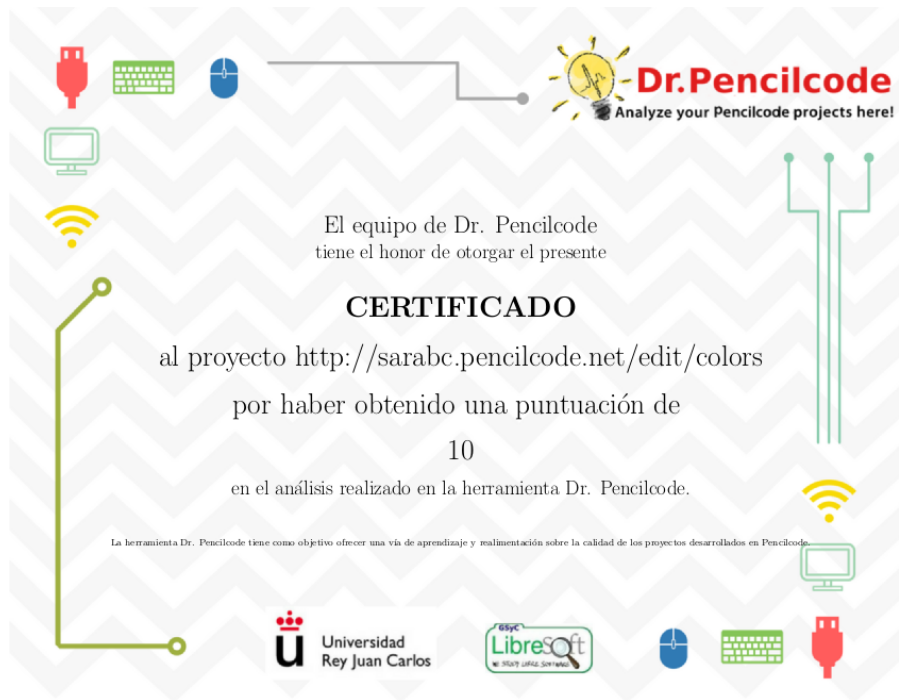 Dr.Pencilcode
Analyze your Pencilcode projects here!
El equipo de Dr. Pencilcode
tiene el honor de otorgar el presente
CERTIFICADO
al proyecto http://sarabc.pencilcode.net/edit/colors
por haber obtenido una puntuación de
10
en el análisis realizado en la herramienta Dr. Pencilcode.
La herramienta Dr. Pencilcode tiene como objetivo ofrecer una vía de aprendizaje y realimentación sobre la calidad de los proyectos desarrollados en Pencilcode.
u
Universidad
Rey Juan Carlos
GSyC
LibreSoft